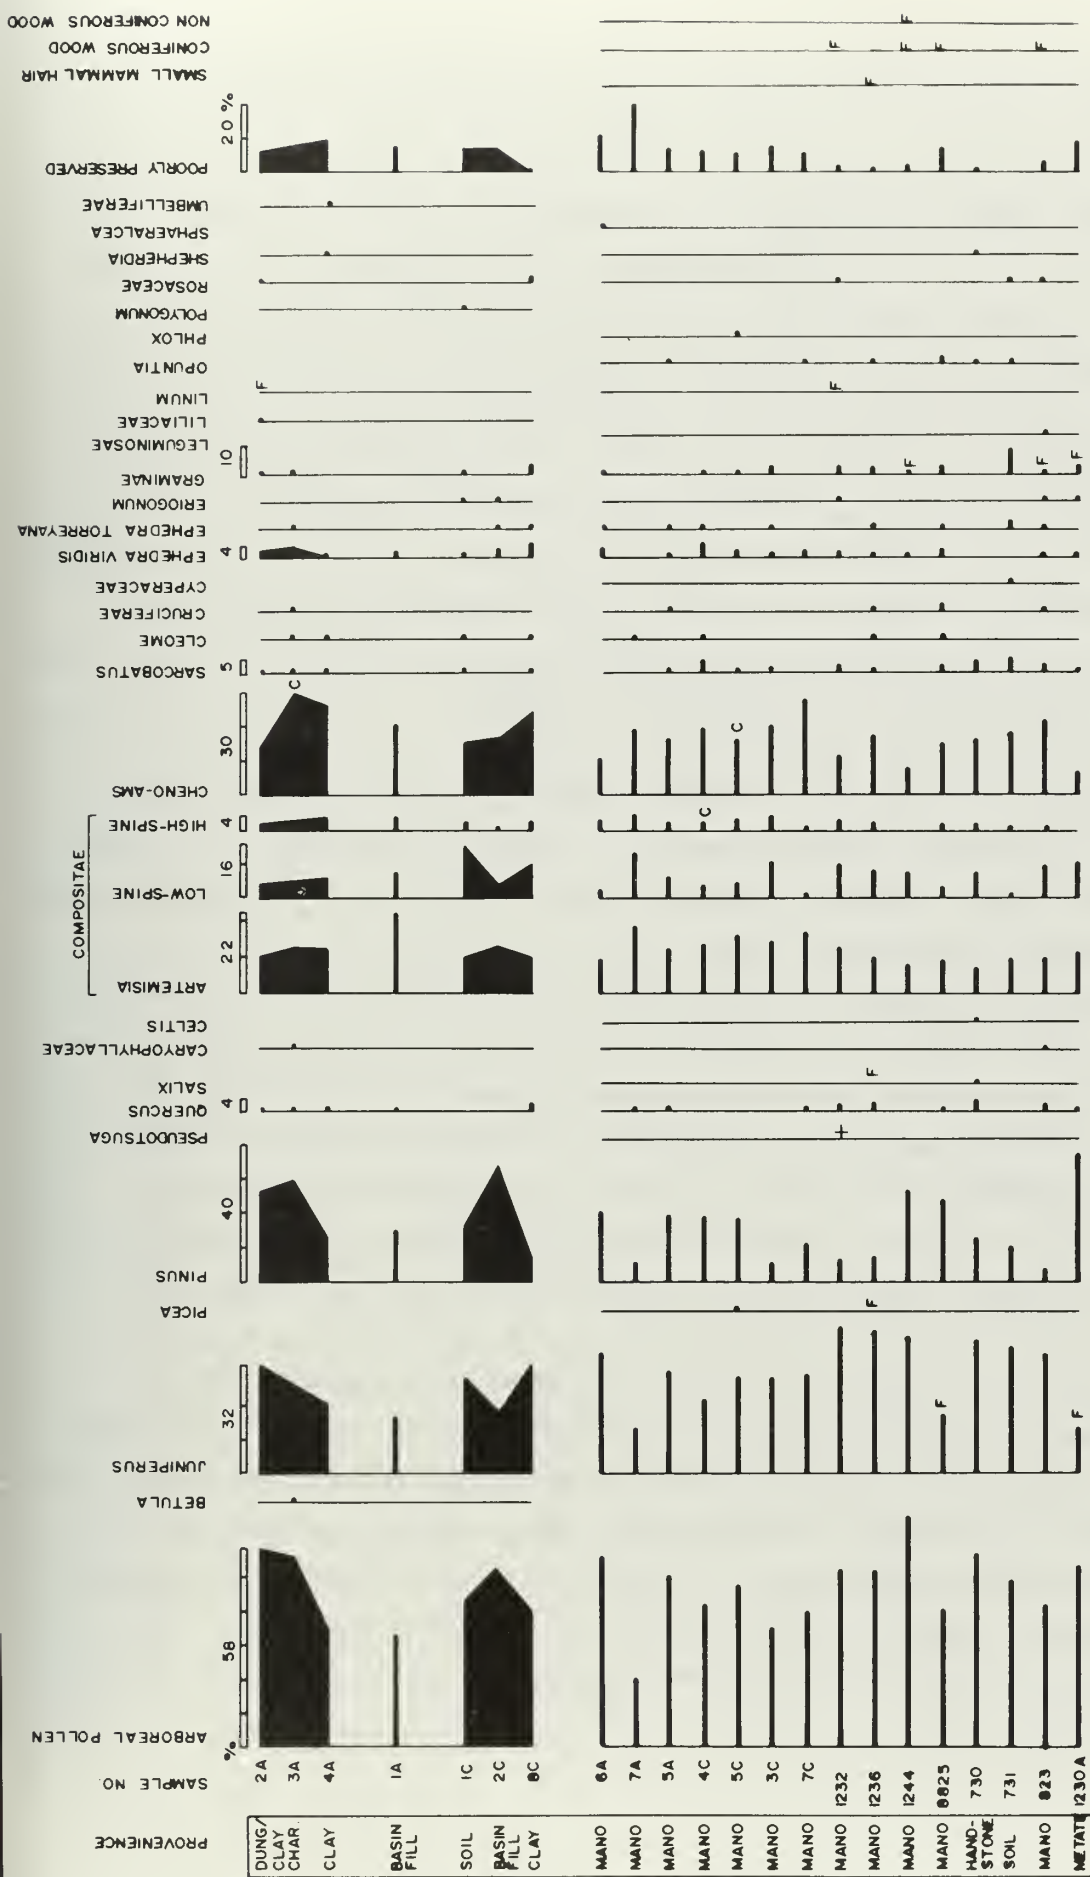 PROVENIENCE
SAMPLE NO.
ARBOREAL POLLEN
BETULA
JUNIPERUS
PICEA
PINUS
PSEUDOTSUGA
QUERCUS
SALIX
CARYOPHYLLACEAE
CELTIS
COMPOSITAE
ARTEMISIA
LOW-SPINE
HIGH-SPINE
CHENO-AMS
SARCOBATUS
CLEOME
CRUCIFERAE
CYPERACEAE
EPHEDRA VIRIDIS
EPHEDRA TORREYANA
ERIOGONUM
GRAMINAE
LEGUMINOSAE
LILIACEAE
LINUM
OPUNTIA
PHLOX
POLYGONUM
ROSACEAE
SHEPHERDIA
SPHAERALCEA
UMBELLIFERAE
POORLY PRESERVED
SMALL MAMMAL HAIR
CONIFEROUS WOOD
NON CONIFEROUS WOOD
%
58
32
40
4
22
16
4
30
5
4
10
20 %
DUNG/
CLAY
CHAR.
CLAY
BASIN
FILL
SOIL
BASIN
FILL
CLAY
2A
3A
4A
1A
1C
2C
8C
C
F
MANO 6A
MANO 7A
MANO 5A
MANO 4C
MANO 5C
MANO 3C
MANO 7C
MANO 1232
MANO 1236
MANO 1244
MANO 8825
HAND-
STONE 730
SOIL 731
MANO 823
METATE 1230A
F
F
F
+
F
C
C
F
F
F
F
F
F
F
F
F
F